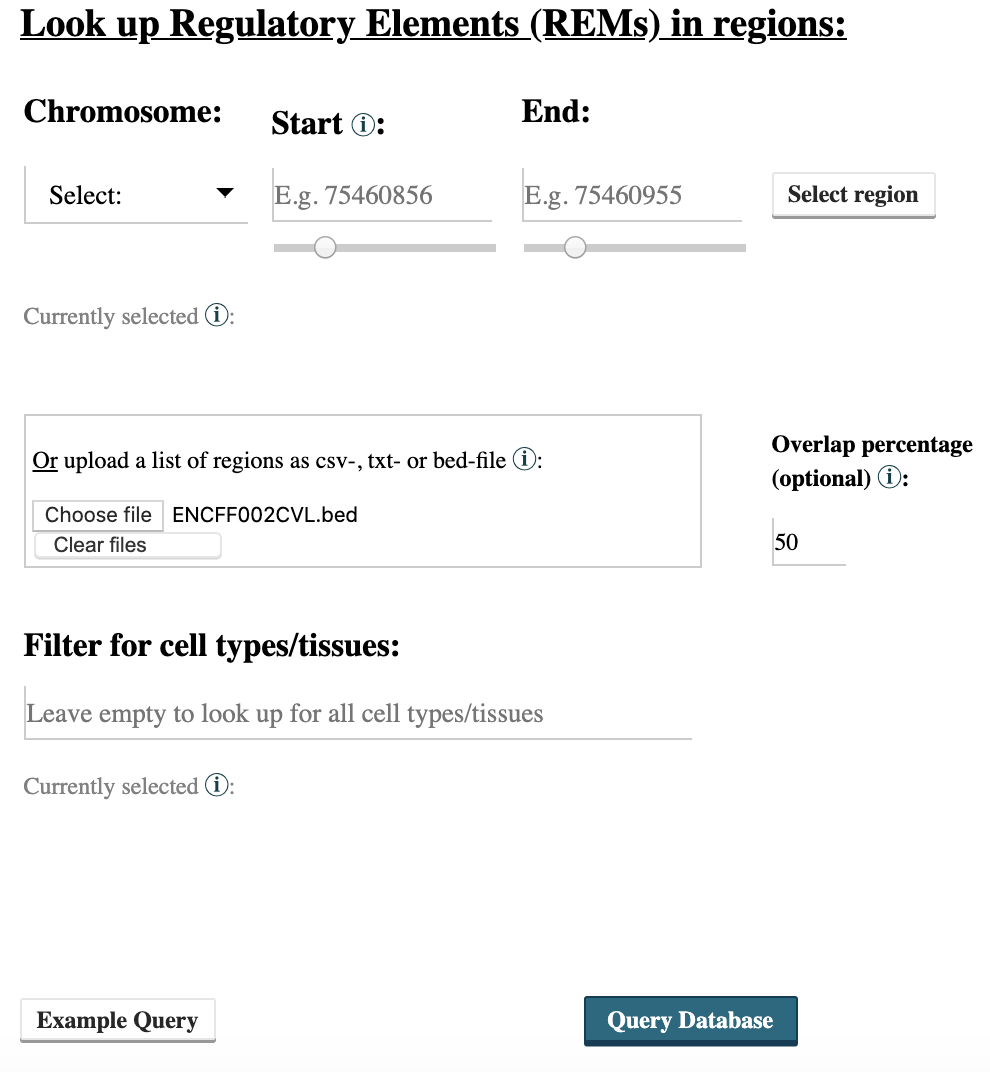 Look up Regulatory Elements (REMs) in regions:
Chromosome: Start ⓘ: End:
Select: E.g. 75460856 E.g. 75460955 Select region
Currently selected ⓘ:
Or upload a list of regions as csv-, txt- or bed-file ⓘ:
Choose file ENCFF002CVL.bed
Clear files
Overlap percentage
(optional) ⓘ:
50
Filter for cell types/tissues:
Leave empty to look up for all cell types/tissues
Currently selected ⓘ:
Example Query Query Database